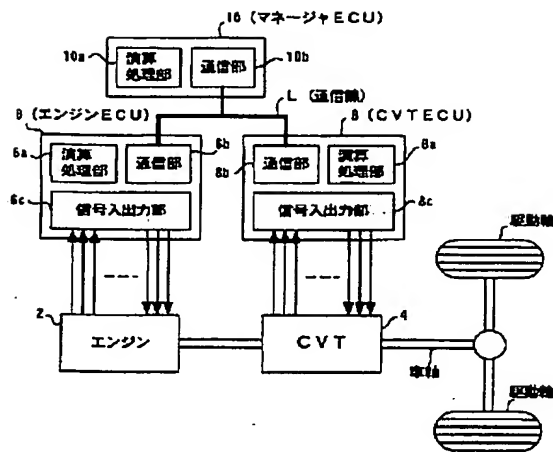 10 (マネージャECU)
10a
演算
処理部
通信部
10b
L (通信線)
6 (エンジンECU)
8 (CVTECU)
6a
演算
処理部
通信部
6b
8b
通信部
演算
処理部
8a
6c
信号入出力部
信号入出力部
8c
駆動輪
2
エンジン
4
CVT
車軸
駆動輪